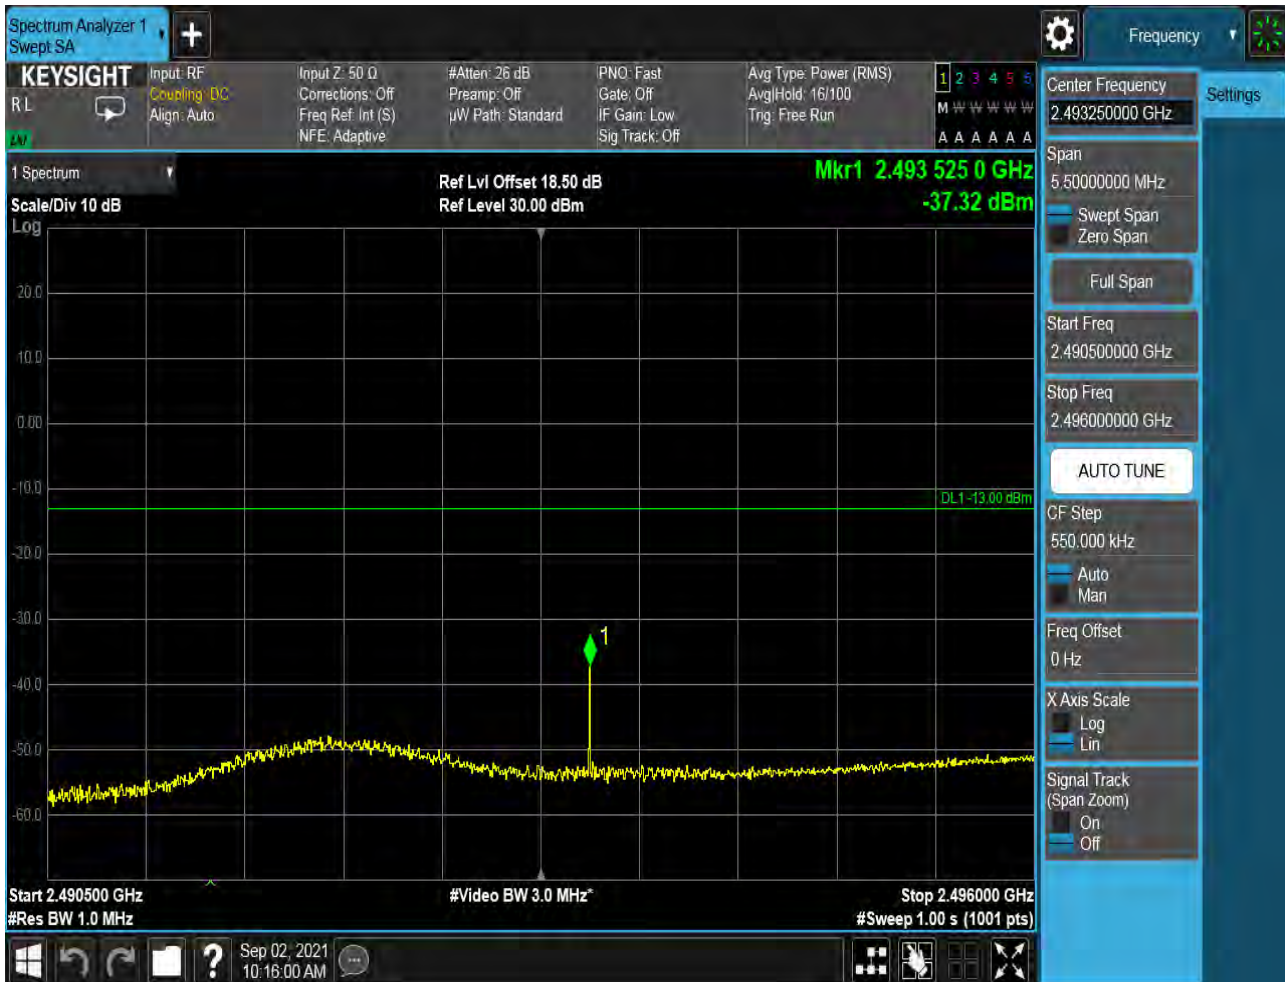 Spectrum Analyzer 1
Swept SA
Frequency
KEYSIGHT
R L
Input: RF
Coupling: DC
Align: Auto
Input Z: 50 Ω
Corrections: Off
Freq Ref: Int (S)
NFE: Adaptive
#Atten: 26 dB
Preamp: Off
µW Path: Standard
PNO: Fast
Gate: Off
IF Gain: Low
Sig Track: Off
Avg Type: Power (RMS)
Avg|Hold: 16/100
Trig: Free Run
1 2 3 4 5 6
M W W W W W
A A A A A A
1 Spectrum
Scale/Div 10 dB
Log
Ref Lvl Offset 18.50 dB
Ref Level 30.00 dBm
Mkr1 2.493 525 0 GHz
-37.32 dBm
20.0
10.0
0.00
-10.0
-20.0
-30.0
-40.0
-50.0
-60.0
DL1 -13.00 dBm
1
Start 2.490500 GHz
#Res BW 1.0 MHz
#Video BW 3.0 MHz*
Stop 2.496000 GHz
#Sweep 1.00 s (1001 pts)
Sep 02, 2021
10:16:00 AM
?
Center Frequency
2.493250000 GHz
Span
5.50000000 MHz
Swept Span
Zero Span
Full Span
Start Freq
2.490500000 GHz
Stop Freq
2.496000000 GHz
AUTO TUNE
CF Step
550.000 kHz
Auto
Man
Freq Offset
0 Hz
X Axis Scale
Log
Lin
Signal Track
(Span Zoom)
On
Off
Settings